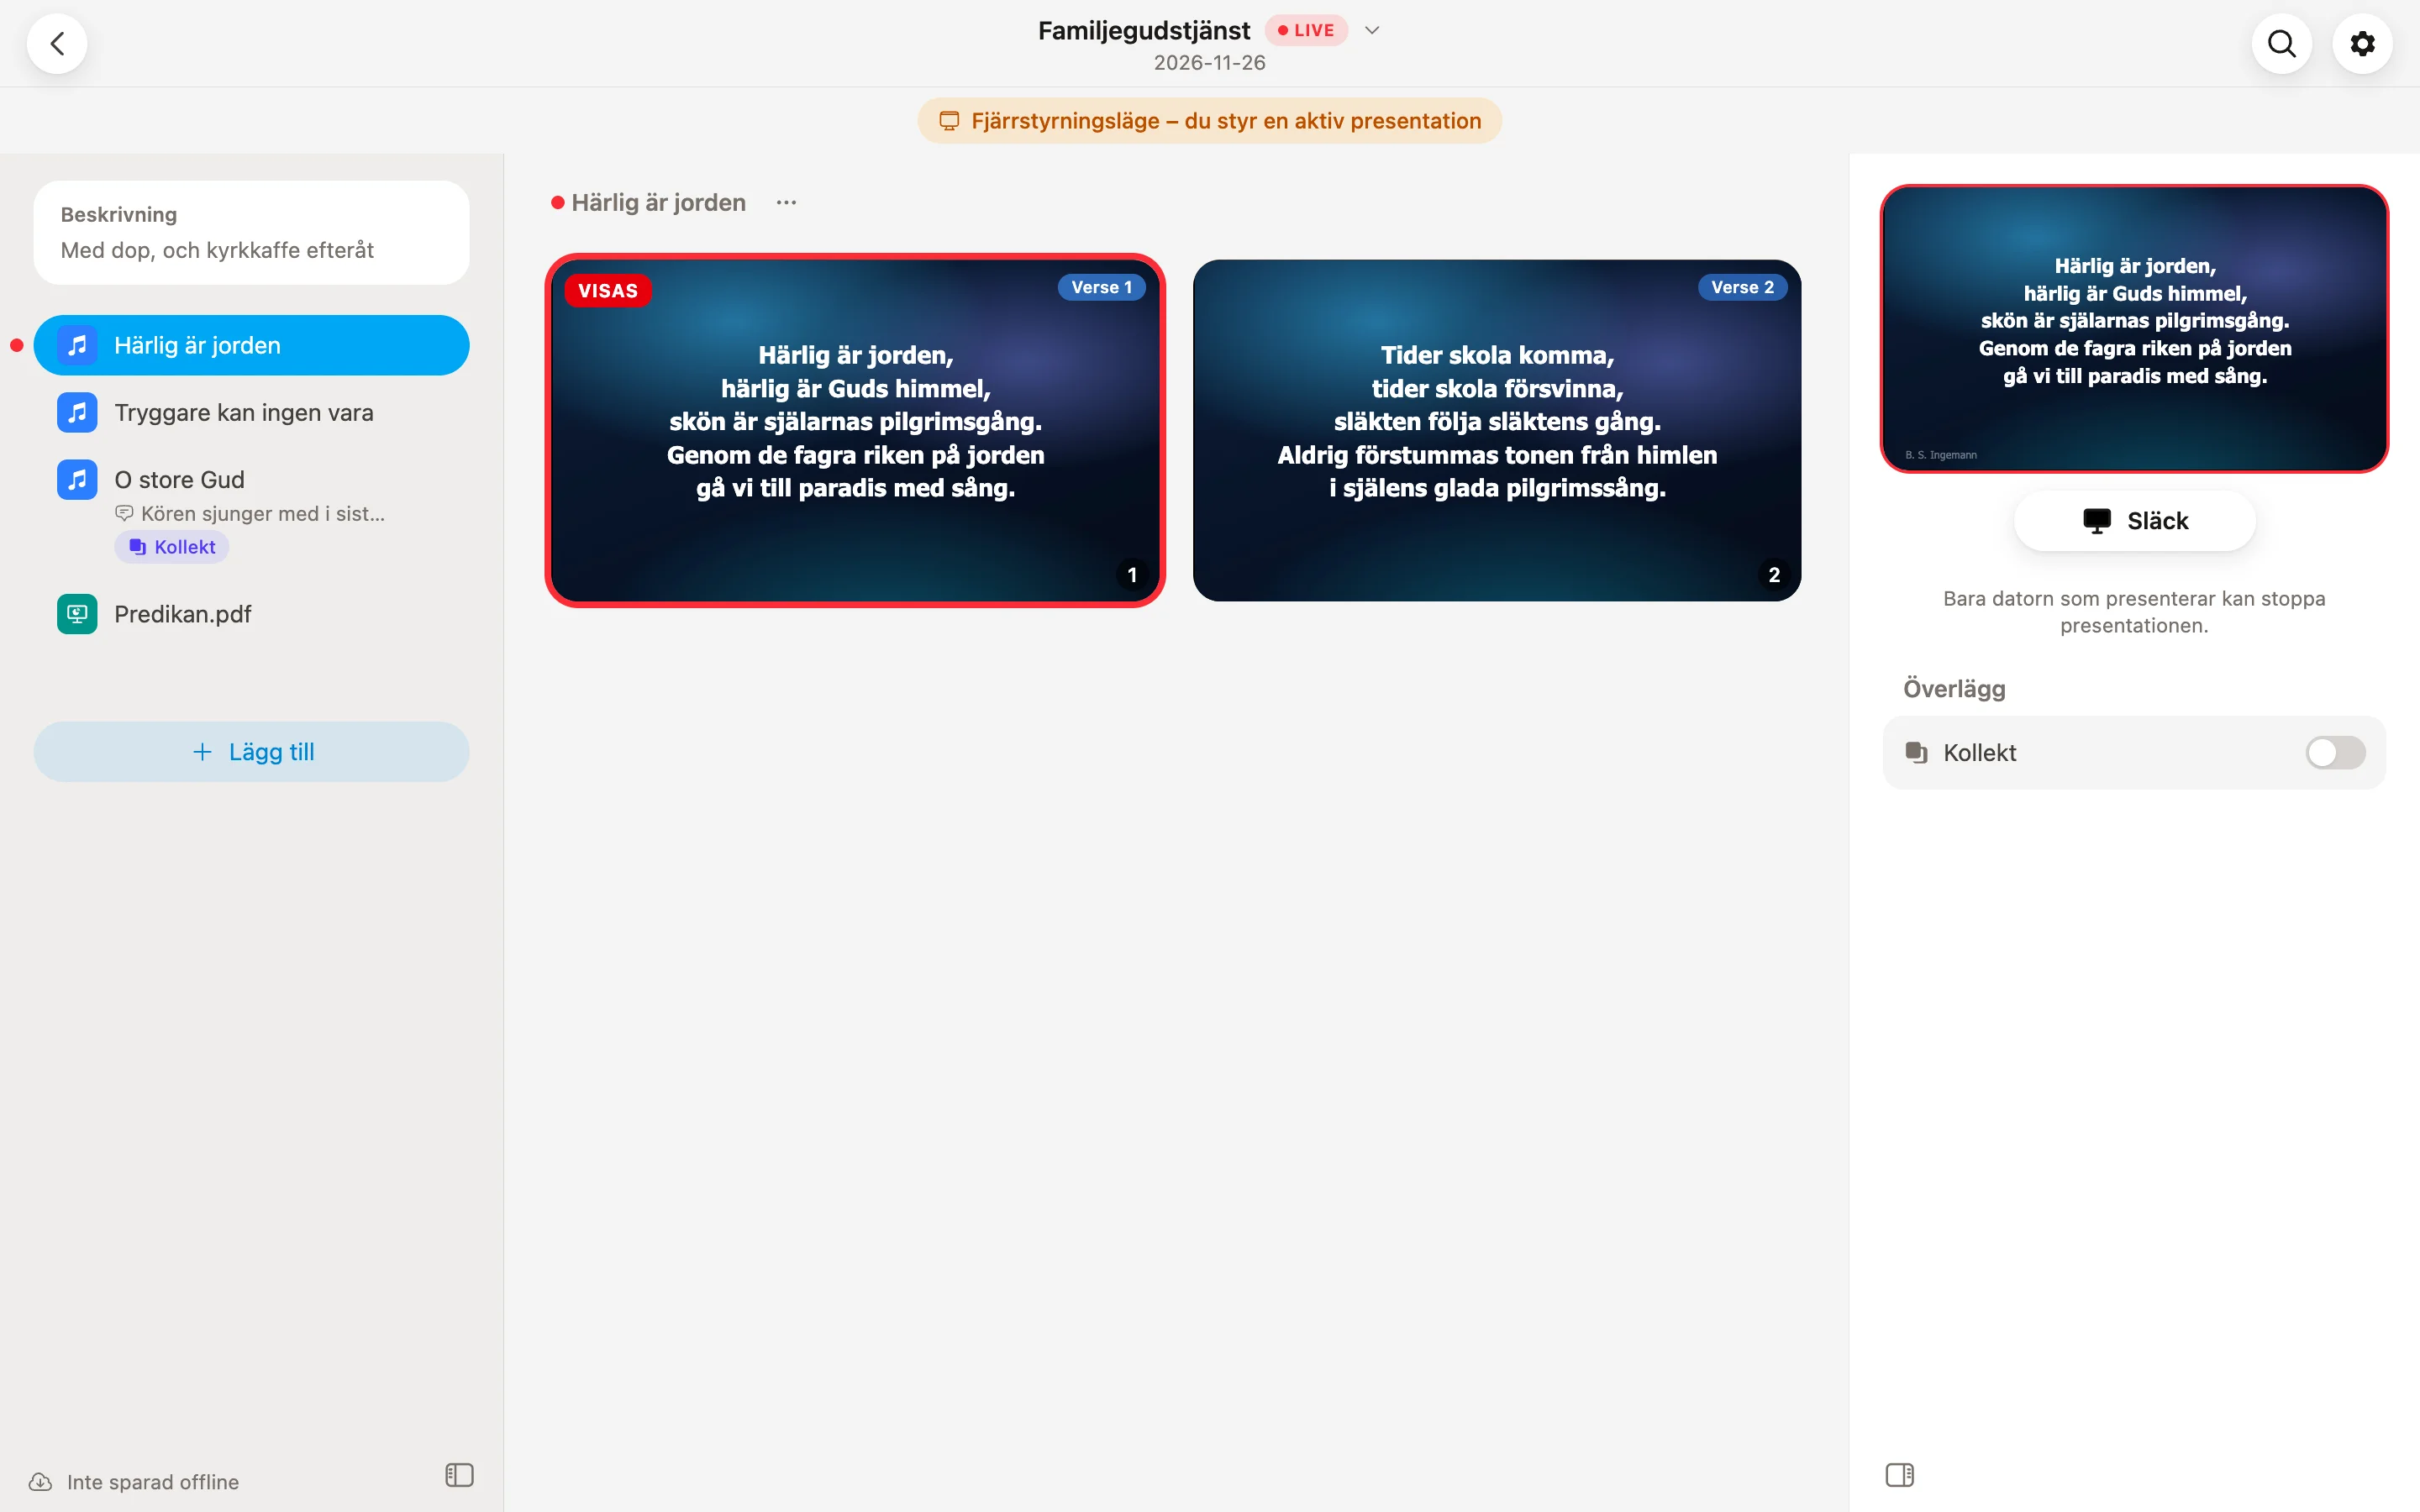 Familjegudstjänst
LIVE
2026-11-26
Fjärrstyrningsläge – du styr en aktiv presentation
Beskrivning
Med dop, och kyrkkaffe efteråt
Härlig är jorden
Tryggare kan ingen vara
O store Gud
Kören sjunger med i sist...
Kollekt
Predikan.pdf
Lägg till
Inte sparad offline
Härlig är jorden
VISAS
Verse 1
Härlig är jorden,
härlig är Guds himmel,
skön är själarnas pilgrimsgång.
Genom de fagra riken på jorden
gå vi till paradis med sång.
1
Verse 2
Tider skola komma,
tider skola försvinna,
släkten följa släktens gång.
Aldrig förstummas tonen från himlen
i själens glada pilgrimssång.
2
Härlig är jorden,
härlig är Guds himmel,
skön är själarnas pilgrimsgång.
Genom de fagra riken på jorden
gå vi till paradis med sång.
B. S. Ingemann
Släck
Bara datorn som presenterar kan stoppa
presentationen.
Överlägg
Kollekt